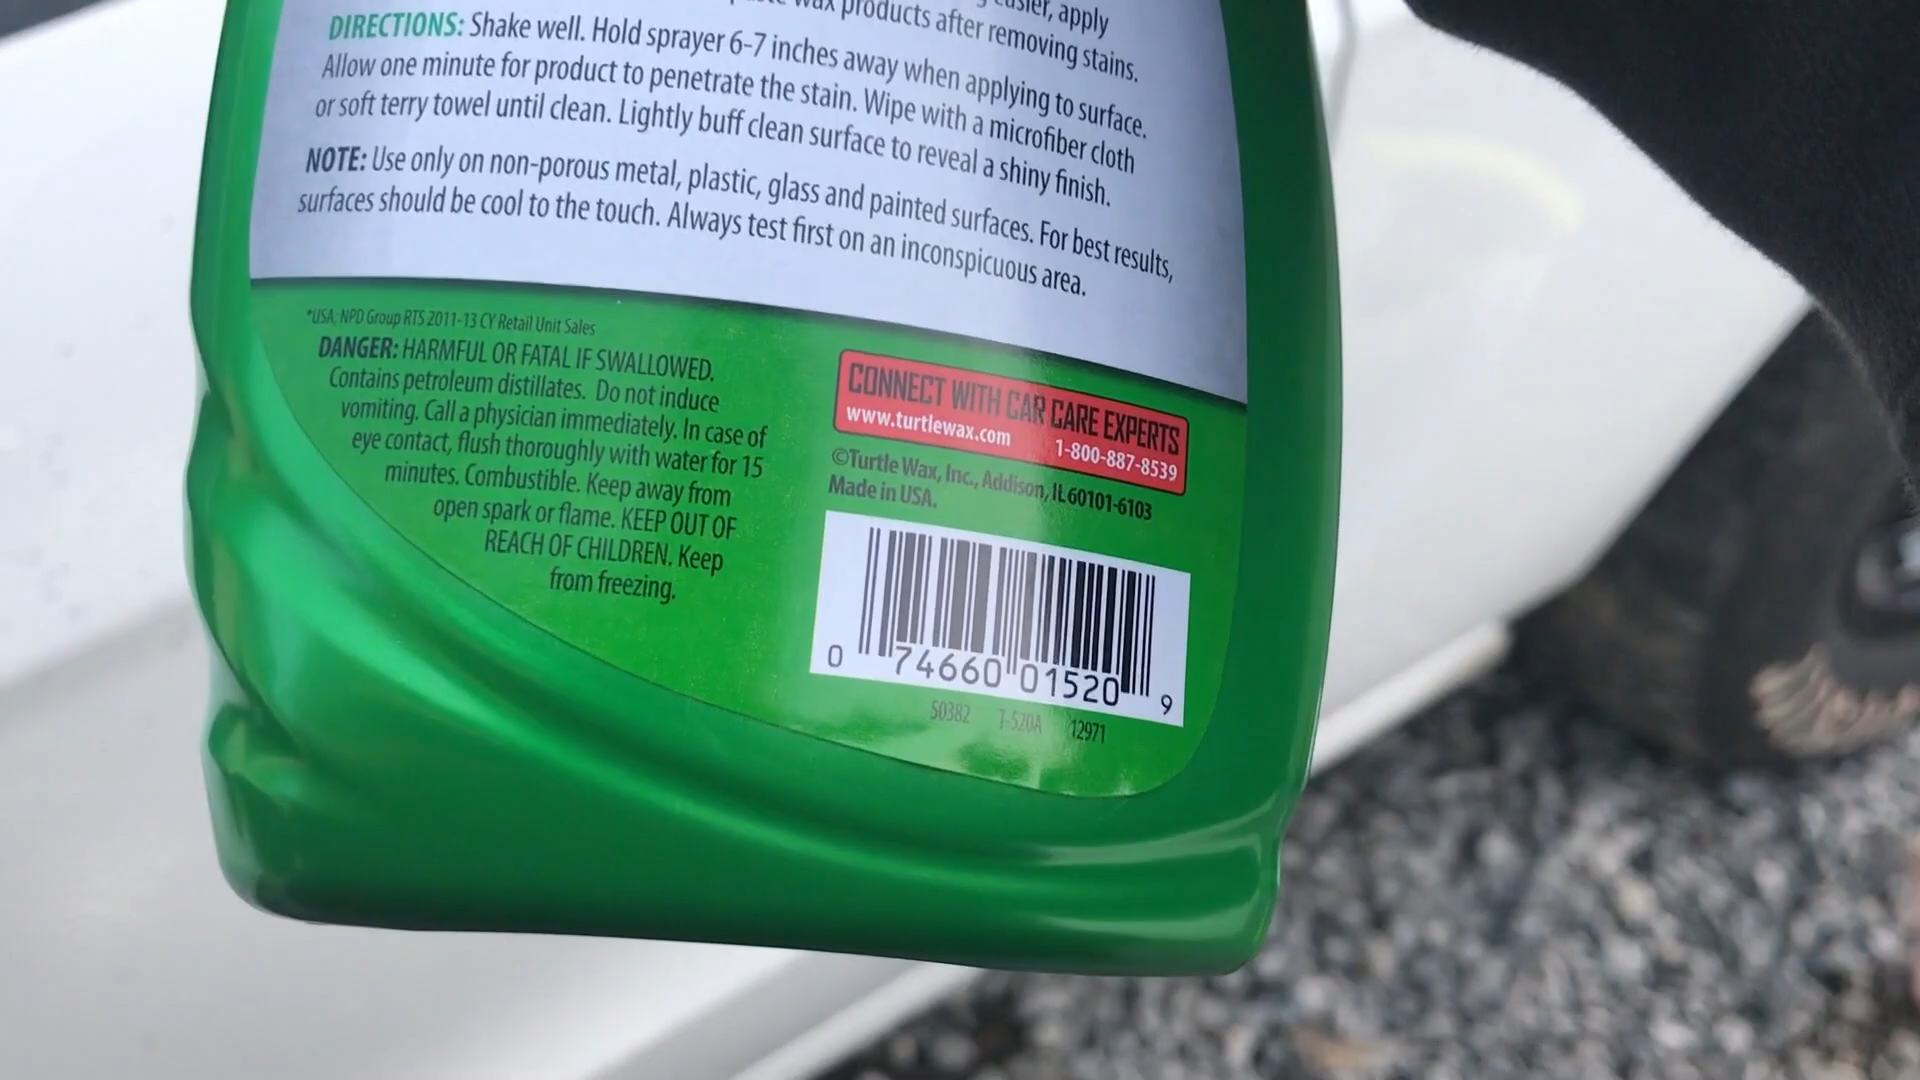 easier, apply
wax products after removing stains.
DIRECTIONS: Shake well. Hold sprayer 6-7 inches away when applying to surface.
Allow one minute for product to penetrate the stain. Wipe with a microfiber cloth
or soft terry towel until clean. Lightly buff clean surface to reveal a shiny finish.
NOTE: Use only on non-porous metal, plastic, glass and painted surfaces. For best results,
surfaces should be cool to the touch. Always test first on an inconspicuous area.
*USA, NPD Group RTS 2011-13 CY Retail Unit Sales
DANGER: HARMFUL OR FATAL IF SWALLOWED.
Contains petroleum distillates. Do not induce
vomiting. Call a physician immediately. In case of
eye contact, flush thoroughly with water for 15
minutes. Combustible. Keep away from
open spark or flame. KEEP OUT OF
REACH OF CHILDREN. Keep
from freezing.
CONNECT WITH CAR CARE EXPERTS
www.turtlewax.com 1-800-887-8539
©Turtle Wax, Inc., Addison, IL 60101-6103
Made in USA.
0 74660 01520 9
50382 T-520A 12971